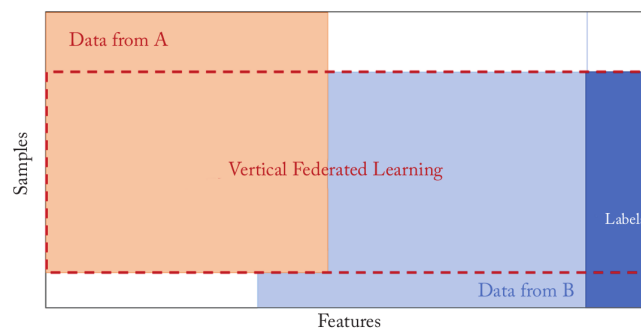 Data from A
Samples
Vertical Federated Learning
Label
Data from B
Features